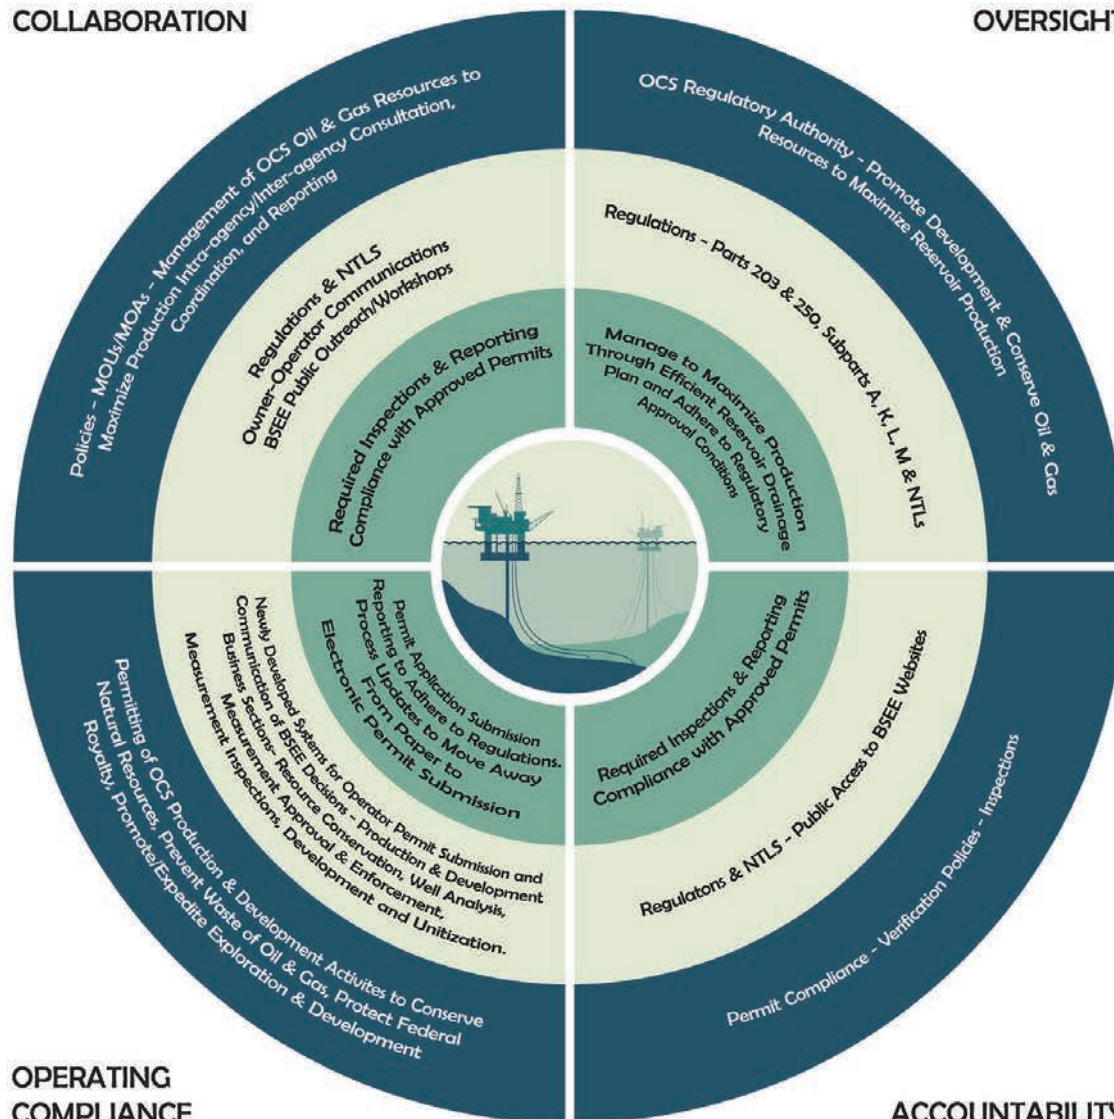 COLLABORATION
OVERSIGHT
Policies - MOUs/MOAs - Management of OCS Oil & Gas Resources to
Maximize Production Intra-agency/Inter-agency Consultation,
Coordination, and Reporting
Regulations & NTLS
Owner-Operator Communications
BSEE Public Outreach/Workshops
Required Inspections & Reporting
Compliance with Approved Permits
OCS Regulatory Authority - Promote Development & Conserve Oil & Gas
Resources to Maximize Reservoir Production
Regulations - Parts 203 & 250, Subparts A, K, L, M & NTLs
Manage to Maximize Production
Through Efficient Reservoir Drainage
Plan and Adhere to Regulatory
Approval Conditions
Permit Application Submission
Reporting to Adhere to Regulations.
Process Updates to Move Away
From Paper to
Electronic Permit Submission
Newly Developed Systems for Operator Permit Submission and
Communication of BSEE Decisions - Production & Development
Business Sections- Resource Conservation, Well Analysis,
Measurement Approval & Enforcement,
Measurement Inspections, Development and Unitization.
Permitting of OCS Production & Development Activites to Conserve
Natural Resources, Prevent Waste of Oil & Gas, Protect Federal
Royalty, Promote/Expedite Exploration & Development
Required Inspections & Reporting
Compliance with Approved Permits
Regulatons & NTLS - Public Access to BSEE Websites
Permit Compliance - Verification Policies - Inspections
OPERATING
COMPLIANCE
ACCOUNTABILITY